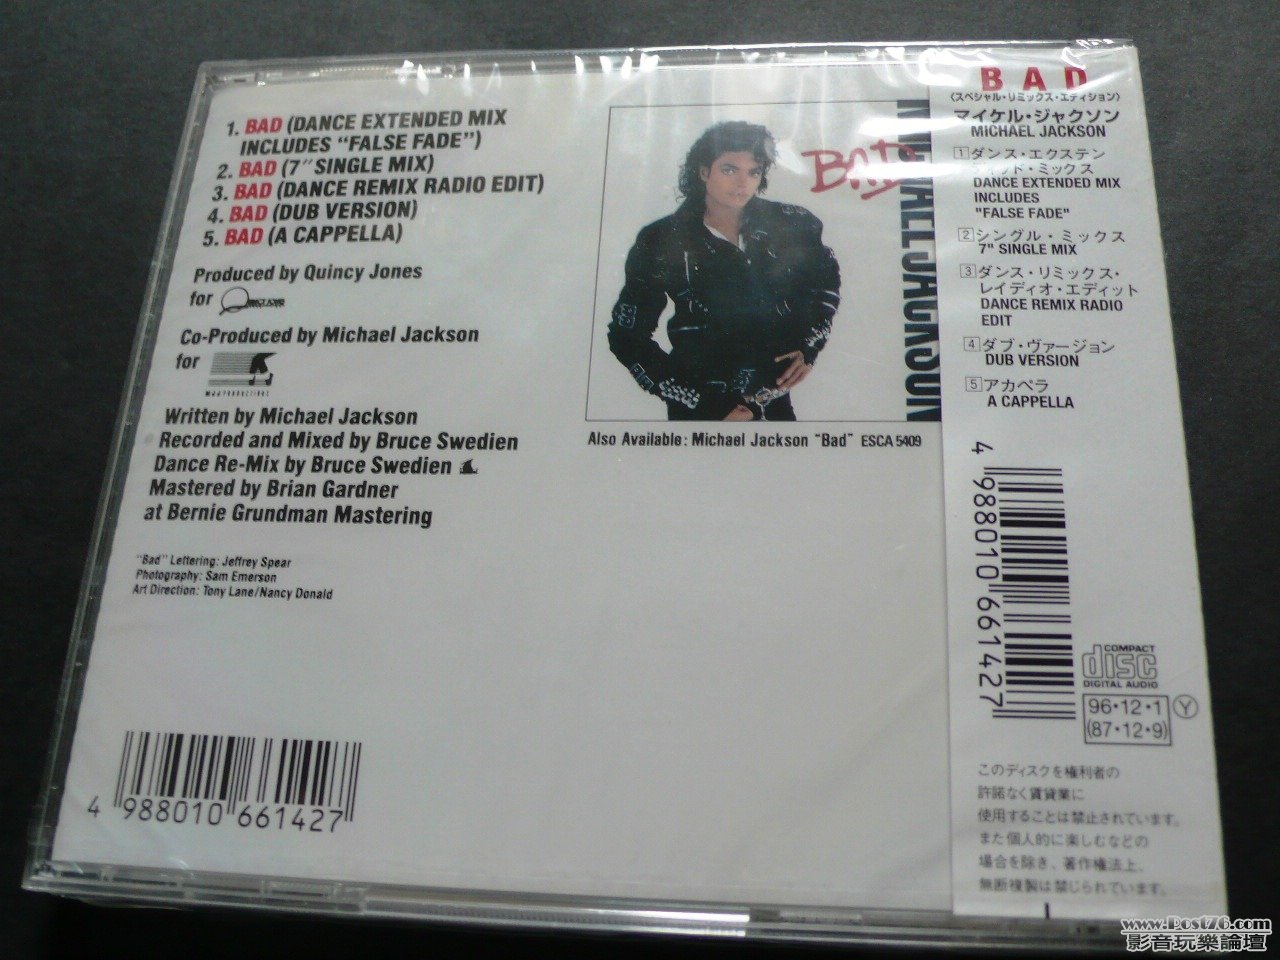 1. BAD (DANCE EXTENDED MIX
INCLUDES “FALSE FADE”)
2. BAD (7″ SINGLE MIX)
3. BAD (DANCE REMIX RADIO EDIT)
4. BAD (DUB VERSION)
5. BAD (A CAPPELLA)
Produced by Quincy Jones
for
Co-Produced by Michael Jackson
for
MJJ PRODUCTIONS
Written by Michael Jackson
Recorded and Mixed by Bruce Swedien
Dance Re-Mix by Bruce Swedien
Mastered by Brian Gardner
at Bernie Grundman Mastering
“Bad” Lettering: Jeffrey Spear
Photography: Sam Emerson
Art Direction: Tony Lane/Nancy Donald
4 988010 661427
BAD
MICHAEL JACKSON
Also Available: Michael Jackson “Bad” ESCA 5409
BAD
〈スペシャル・リミックス・エディション〉
マイケル・ジャクソン
MICHAEL JACKSON
1 ダンス・エクステン
ディッド・ミックス
DANCE EXTENDED MIX
INCLUDES
"FALSE FADE"
2 シングル・ミックス
7" SINGLE MIX
3 ダンス・リミックス・
レイディオ・エディット
DANCE REMIX RADIO
EDIT
4 ダブ・ヴァージョン
DUB VERSION
5 アカペラ
A CAPPELLA
4 988010 661427
COMPACT
disc
DIGITAL AUDIO
96・12・1 Y
(87・12・9)
このディスクを権利者の
許諾なく賃貸業に
使用することは禁止されています。
また個人的に楽しむなどの
場合を除き、著作権法上、
無断複製は禁じられています。
www.Post76.com
影音玩樂論壇